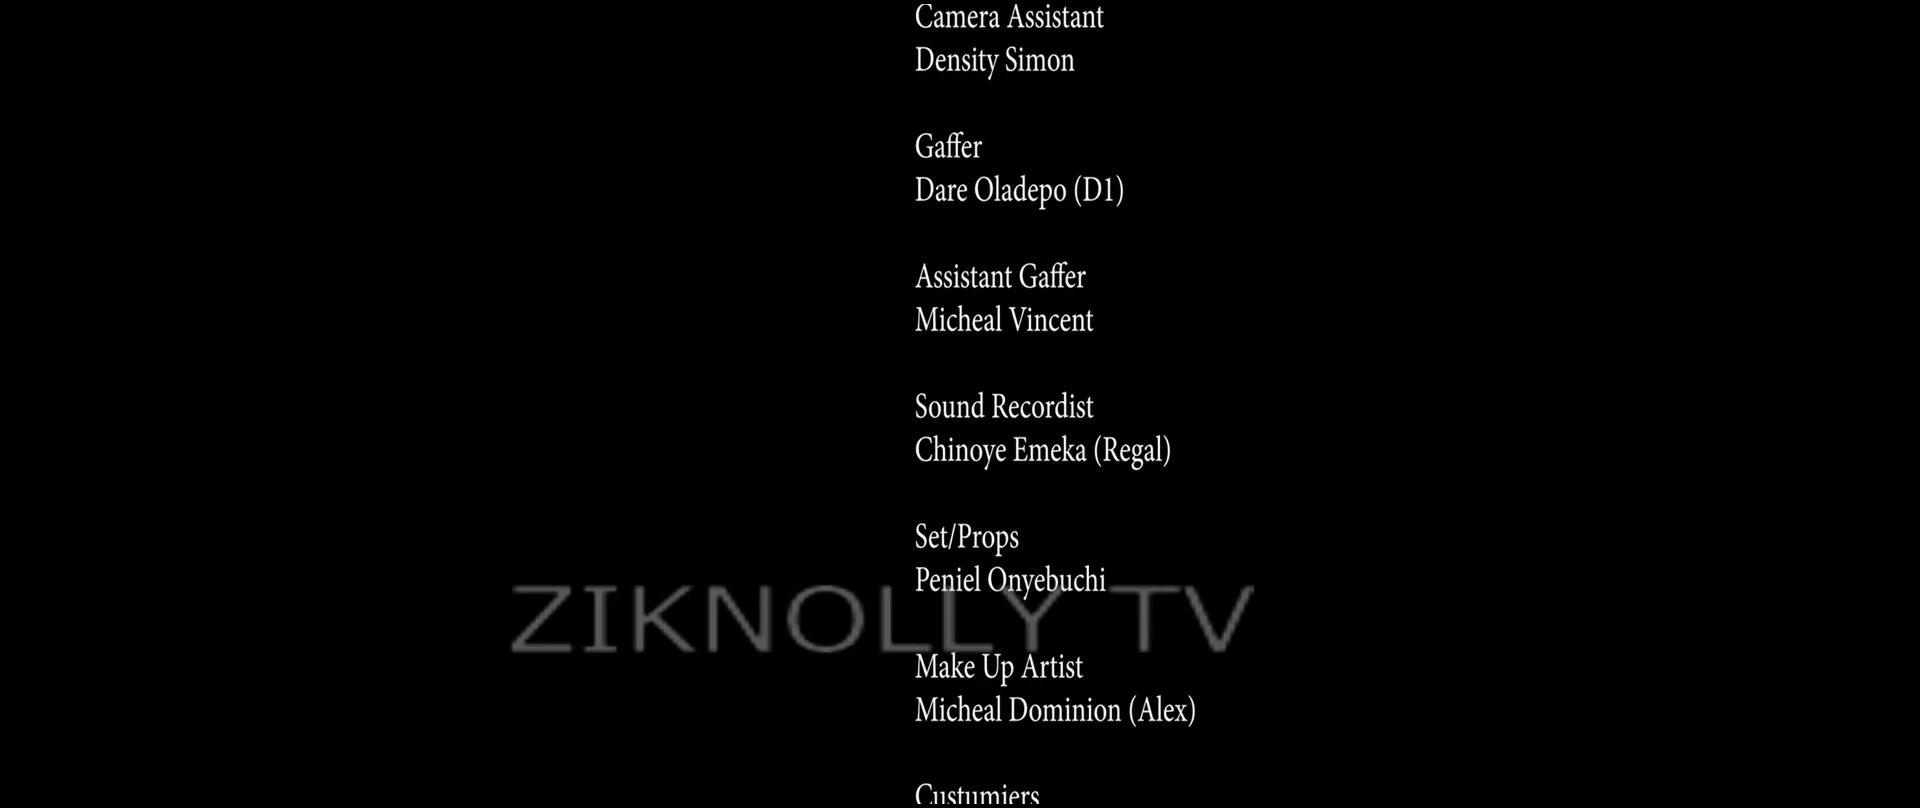 Camera Assistant
Density Simon
Gaffer
Dare Oladepo (D1)
Assistant Gaffer
Micheal Vincent
Sound Recordist
Chinoye Emeka (Regal)
Set/Props
Peniel Onyebuchi
ZIKNOLLY TV
Make Up Artist
Micheal Dominion (Alex)
Custumiers